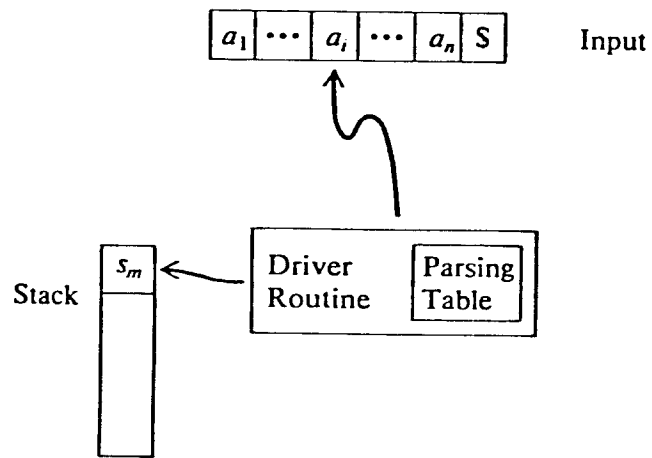 a₁ ... aᵢ ... aₙ $ Input
Driver Routine
Parsing Table
sₘ
Stack